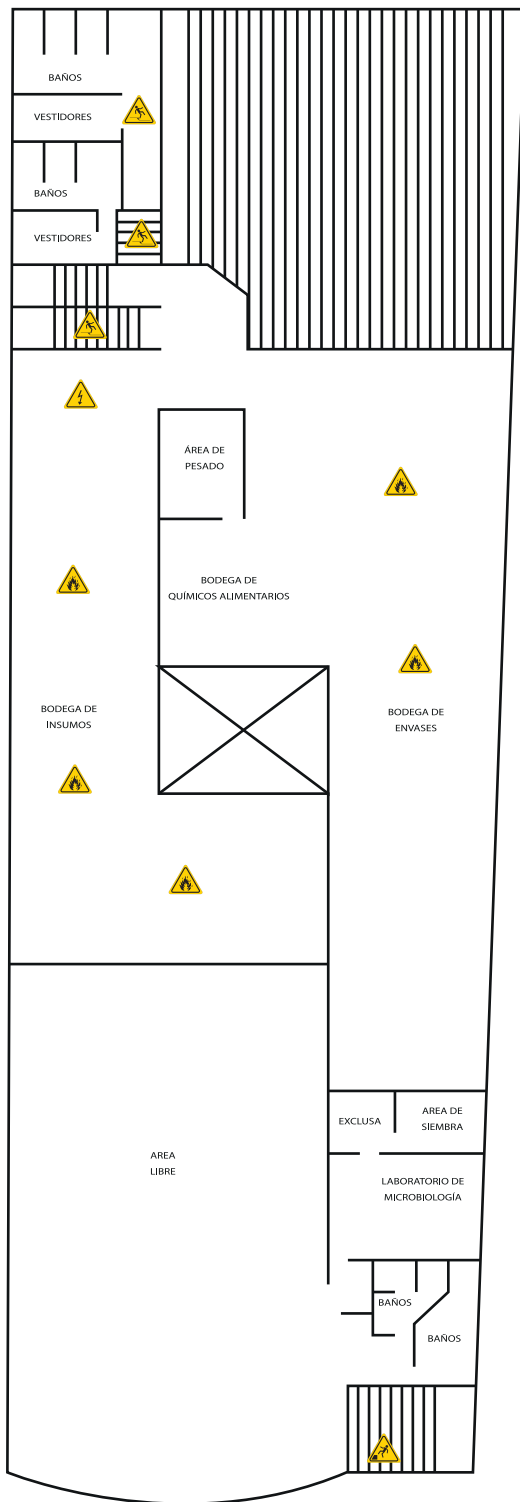 BAÑOS
VESTIDORES
BAÑOS
VESTIDORES
ÁREA DE
PESADO
BODEGA DE
QUÍMICOS ALIMENTARIOS
BODEGA DE
INSUMOS
BODEGA DE
ENVASES
EXCLUSA
AREA DE
SIEMBRA
AREA
LIBRE
LABORATORIO DE
MICROBIOLOGÍA
BAÑOS
BAÑOS